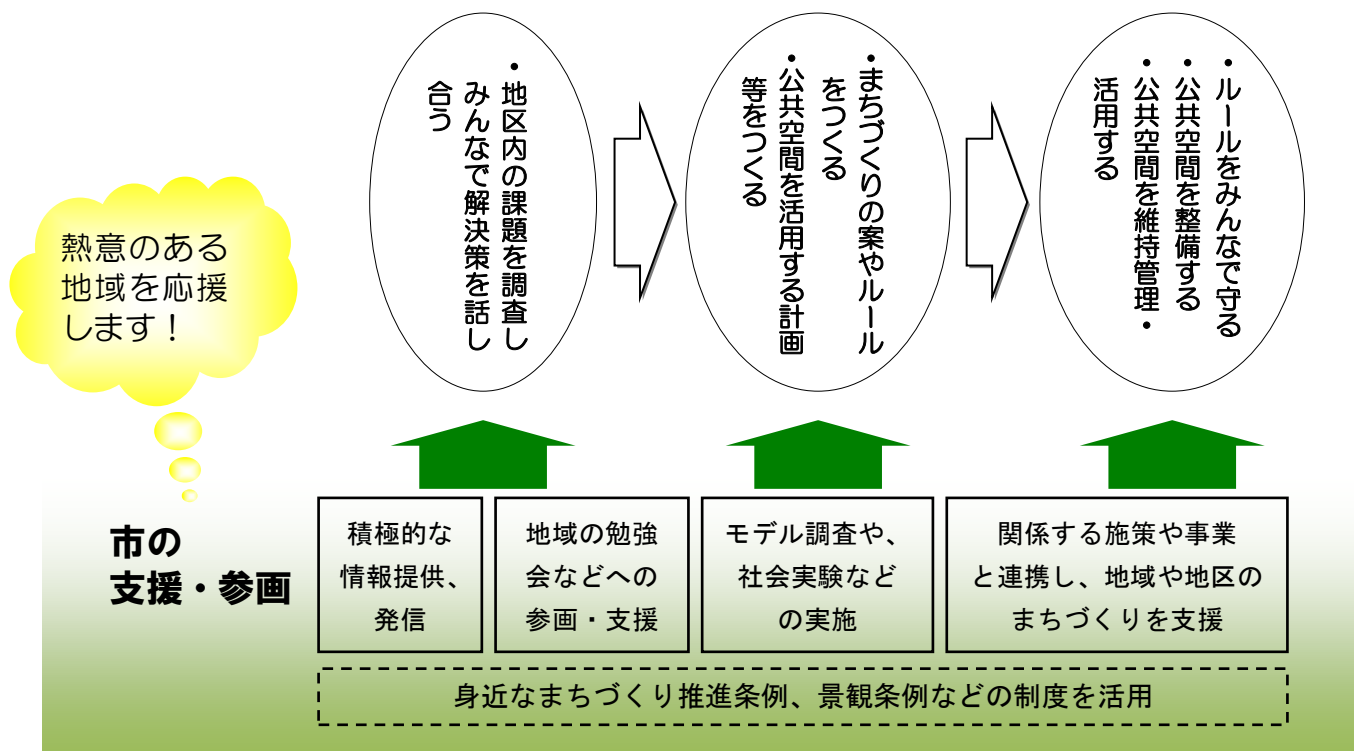 ・地区内の課題を調査し
みんなで解決策を話し
合う
・まちづくりの案やルール
をつくる
・公共空間を活用する計画
等をつくる
・ルールをみんなで守る
・公共空間を整備する
・公共空間を維持管理・
活用する
熱意のある
地域を応援
します！
市の
支援・参画
積極的な
情報提供、
発信
地域の勉強
会などへの
参画・支援
モデル調査や、
社会実験など
の実施
関係する施策や事業
と連携し、地域や地区の
まちづくりを支援
身近なまちづくり推進条例、景観条例などの制度を活用